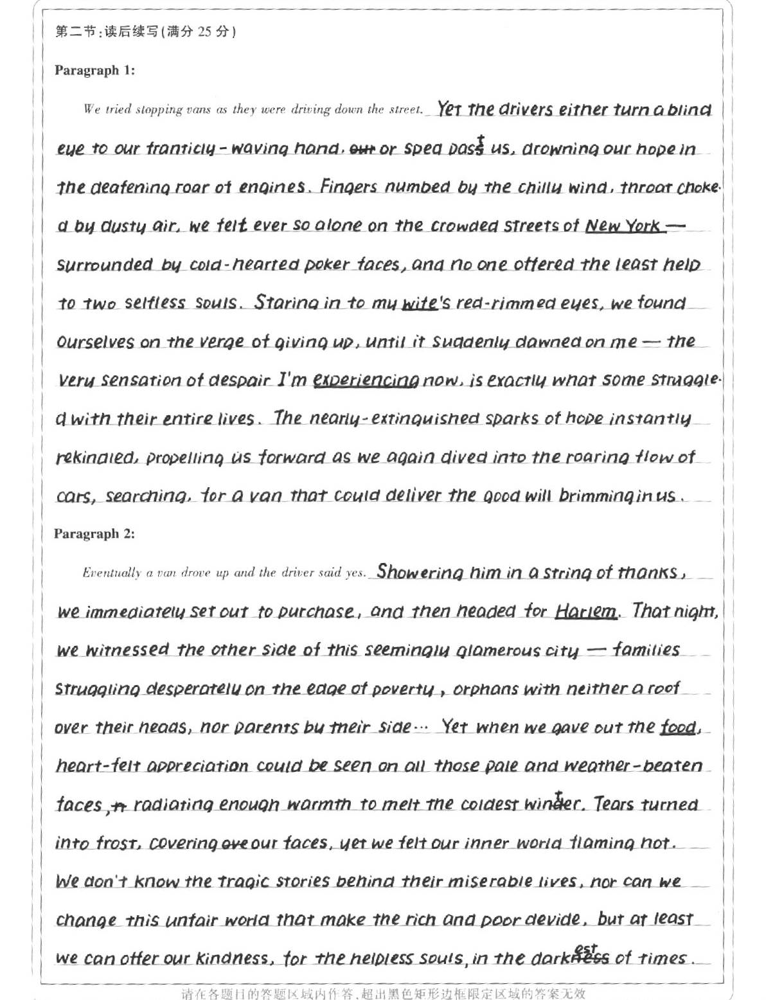 第二节:读后续写(满分 25 分)
Paragraph 1:
We tried stopping vans as they were driving down the street. Yet the drivers either turn a blind
eye to our franticly-waving hand, our or sped past us, drowning our hope in
the deafening roar of engines. Fingers numbed by the chilly wind, throat choke-
d by dusty air, we felt ever so alone on the crowded streets of New York —
surrounded by cold-hearted poker faces, and no one offered the least help
to two selfless souls. Staring in to my wife's red-rimmed eyes, we found
ourselves on the verge of giving up, until it suddenly dawned on me — the
very sensation of despair I'm experiencing now, is exactly what some struggle-
d with their entire lives. The nearly-extinguished sparks of hope instantly
rekindled, propelling us forward as we again dived into the roaring flow of
cars, searching, for a van that could deliver the good will brimming in us.
Paragraph 2:
Eventually a van drove up and the driver said yes. Showering him in a string of thanks,
we immediately set out to purchase, and then headed for Harlem. That night,
we witnessed the other side of this seemingly glamerous city — families
struggling desperately on the edge of poverty, orphans with neither a roof
over their heads, nor parents by their side... Yet when we gave out the food,
heart-felt appreciation could be seen on all those pale and weather-beaten
faces, radiating enough warmth to melt the coldest winter. Tears turned
into frost, covering ove our faces, yet we felt our inner world flaming hot.
We don't know the tragic stories behind their miserable lives, nor can we
change this unfair world that make the rich and poor devide, but at least
we can offer our kindness, for the helpless souls, in the darkest of times.
请在各题目的答题区域内作答,超出黑色矩形边框限定区域的答案无效